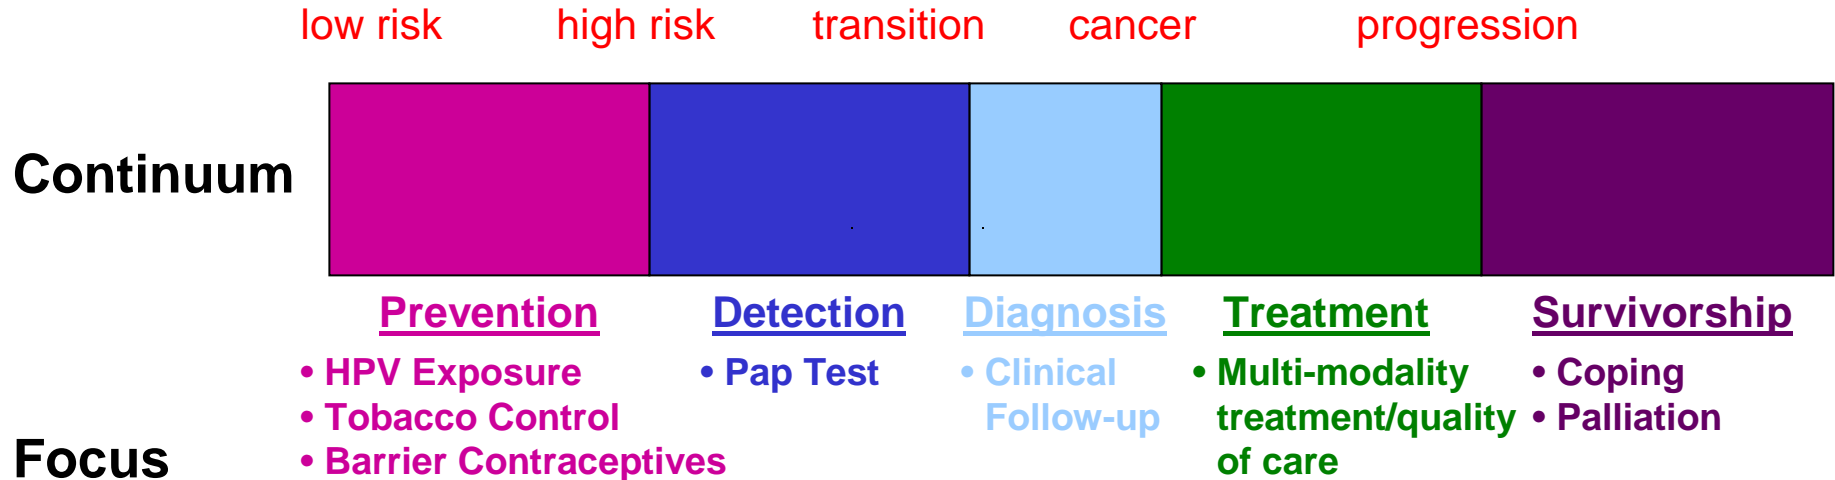 low risk high risk transition cancer progression
Continuum
Prevention Detection Diagnosis Treatment Survivorship
• HPV Exposure • Pap Test • Clinical • Multi-modality • Coping
• Tobacco Control Follow-up treatment/quality • Palliation
Focus • Barrier Contraceptives of care